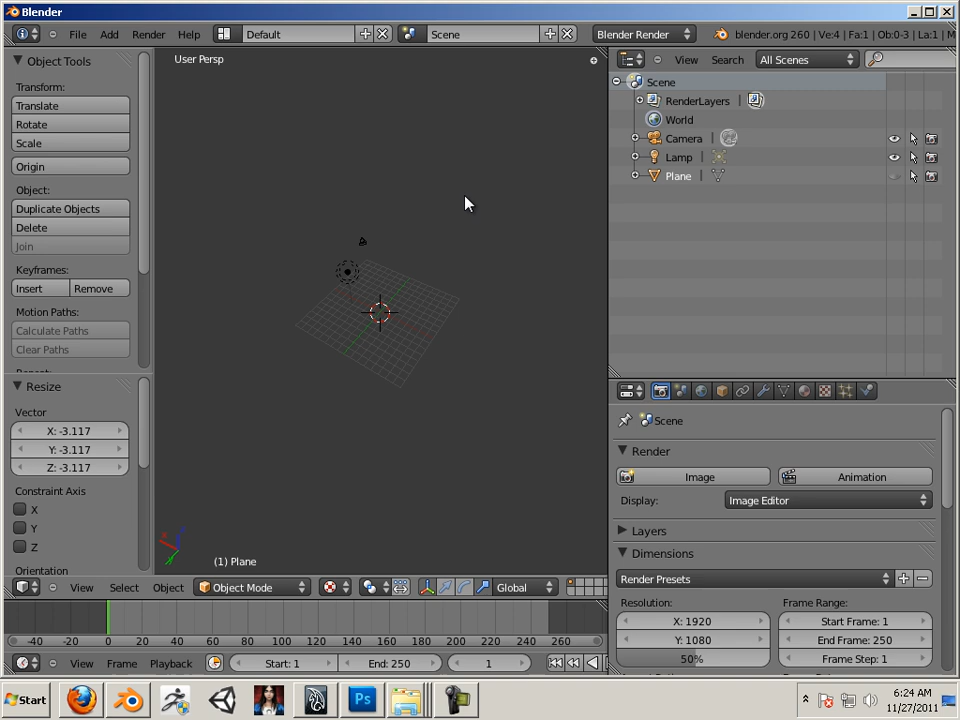 Blender
File Add Render Help Default Scene Blender Render blender.org 260 | Ve:4 | Fa:1 | Ob:0-3 | La:1 | M
Object Tools
Transform:
Translate
Rotate
Scale
Origin
Object:
Duplicate Objects
Delete
Join
Keyframes:
Insert Remove
Motion Paths:
Calculate Paths
Clear Paths
Resize
Vector
X: -3.117
Y: -3.117
Z: -3.117
Constraint Axis
X
Y
Z
Orientation
User Persp
(1) Plane
View Select Object Object Mode Global
-40 -20 0 20 40 60 80 100 120 140 160 180 200 220 240 260
View Frame Playback Start: 1 End: 250 1
View Search All Scenes
Scene
RenderLayers |
World
Camera |
Lamp |
Plane |
Scene
Render
Image Animation
Display: Image Editor
Layers
Dimensions
Render Presets
Resolution: Frame Range:
X: 1920 Start Frame: 1
Y: 1080 End Frame: 250
50% Frame Step: 1
Start Ps 6:24 AM
11/27/2011